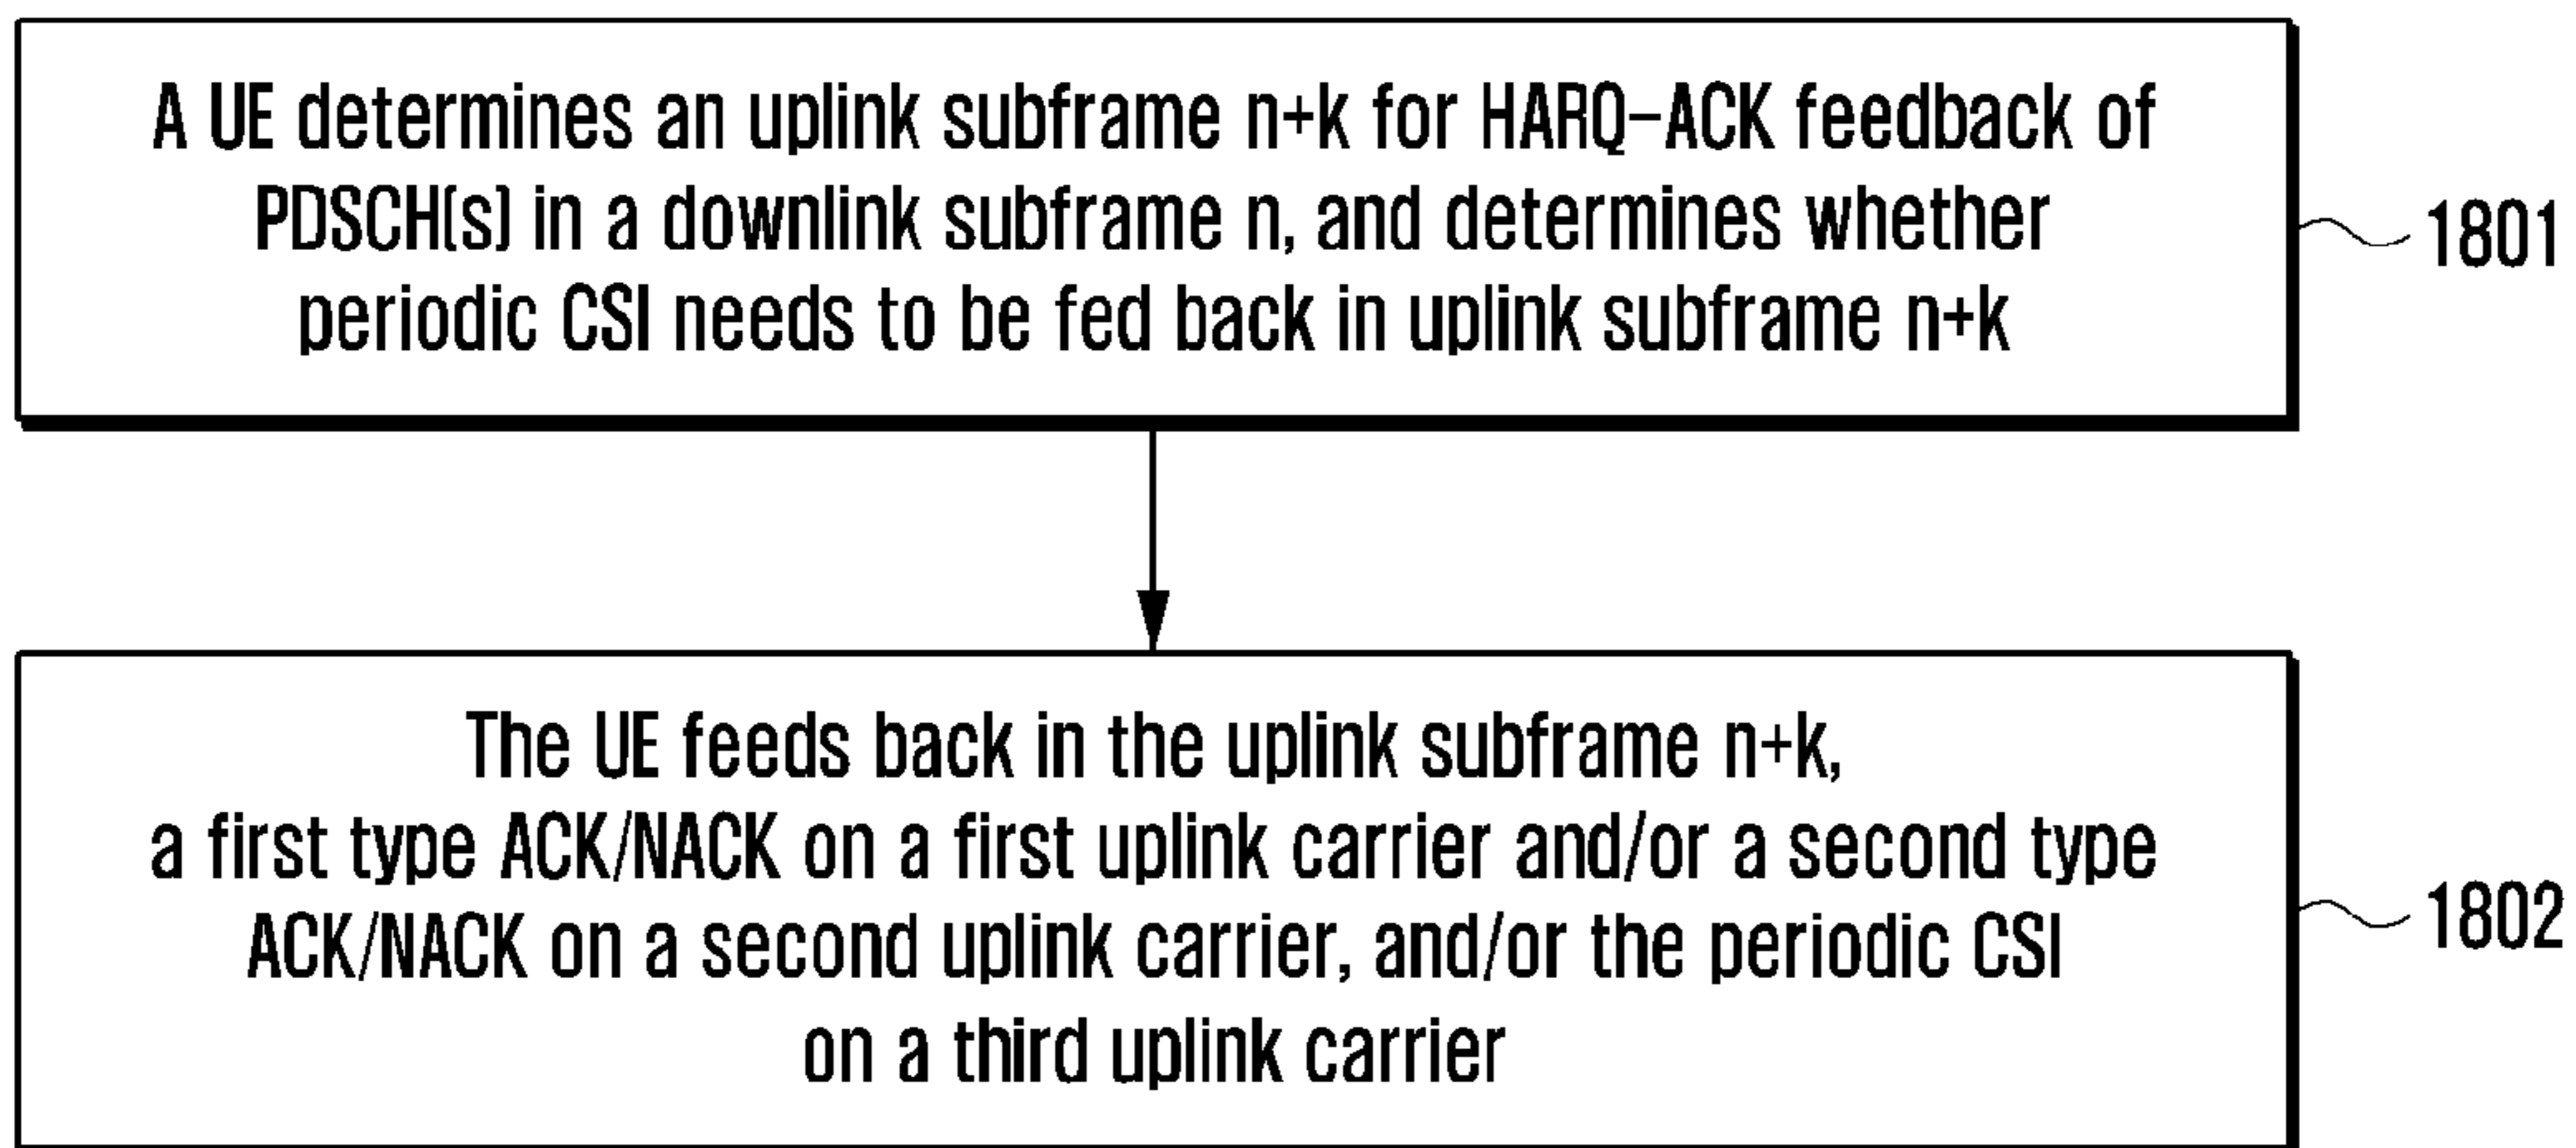 A UE determines an uplink subframe n+k for HARQ-ACK feedback of
PDSCH(s) in a downlink subframe n, and determines whether
periodic CSI needs to be fed back in uplink subframe n+k
1801
The UE feeds back in the uplink subframe n+k,
a first type ACK/NACK on a first uplink carrier and/or a second type
ACK/NACK on a second uplink carrier, and/or the periodic CSI
on a third uplink carrier
1802